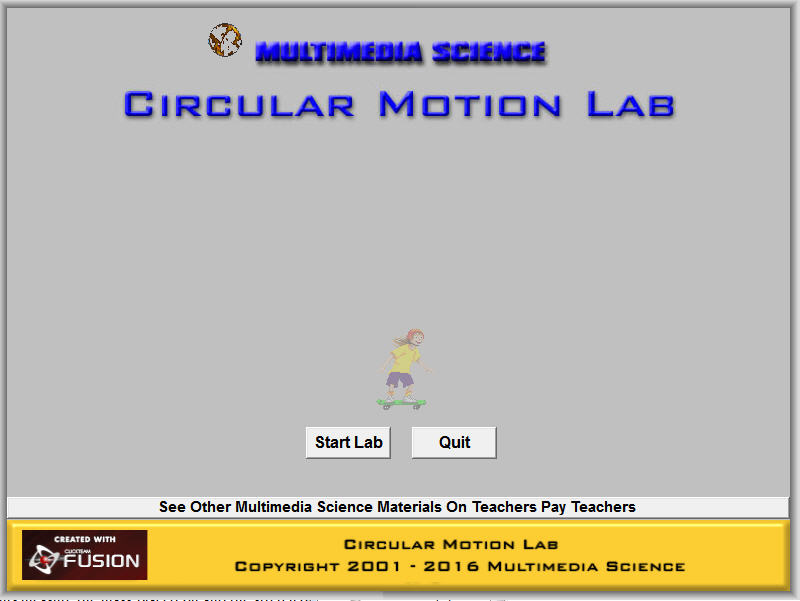 MULTIMEDIA SCIENCE
CIRCULAR MOTION LAB
Start Lab
Quit
See Other Multimedia Science Materials On Teachers Pay Teachers
CREATED WITH
CLICKTEAM
FUSION
CIRCULAR MOTION LAB
COPYRIGHT 2001 - 2016 MULTIMEDIA SCIENCE